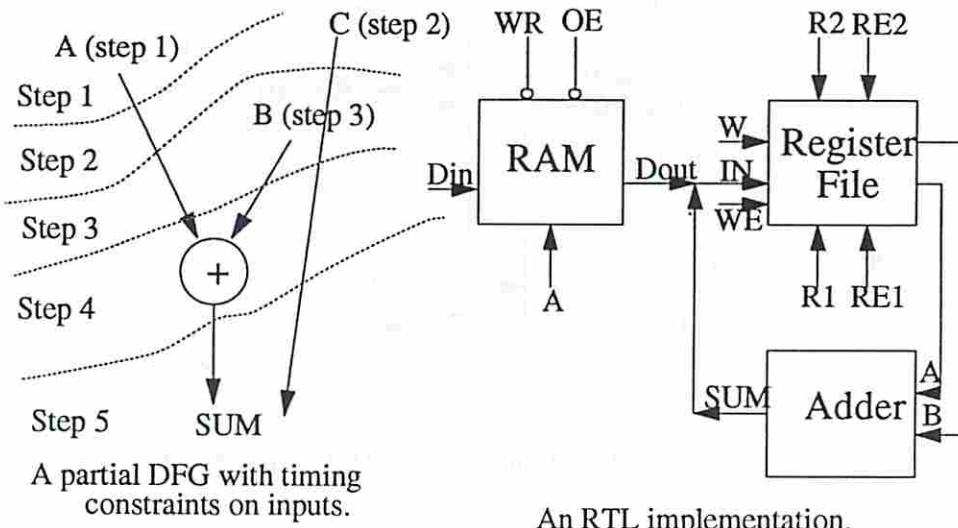 A (step 1)
C (step 2)
B (step 3)
Step 1
Step 2
Step 3
Step 4
Step 5
+
SUM
A partial DFG with timing
constraints on inputs.
WR OE
RAM
Din
Dout
A
R2 RE2
W
IN
WE
Register
File
R1 RE1
SUM
Adder
A
B
An RTL implementation.